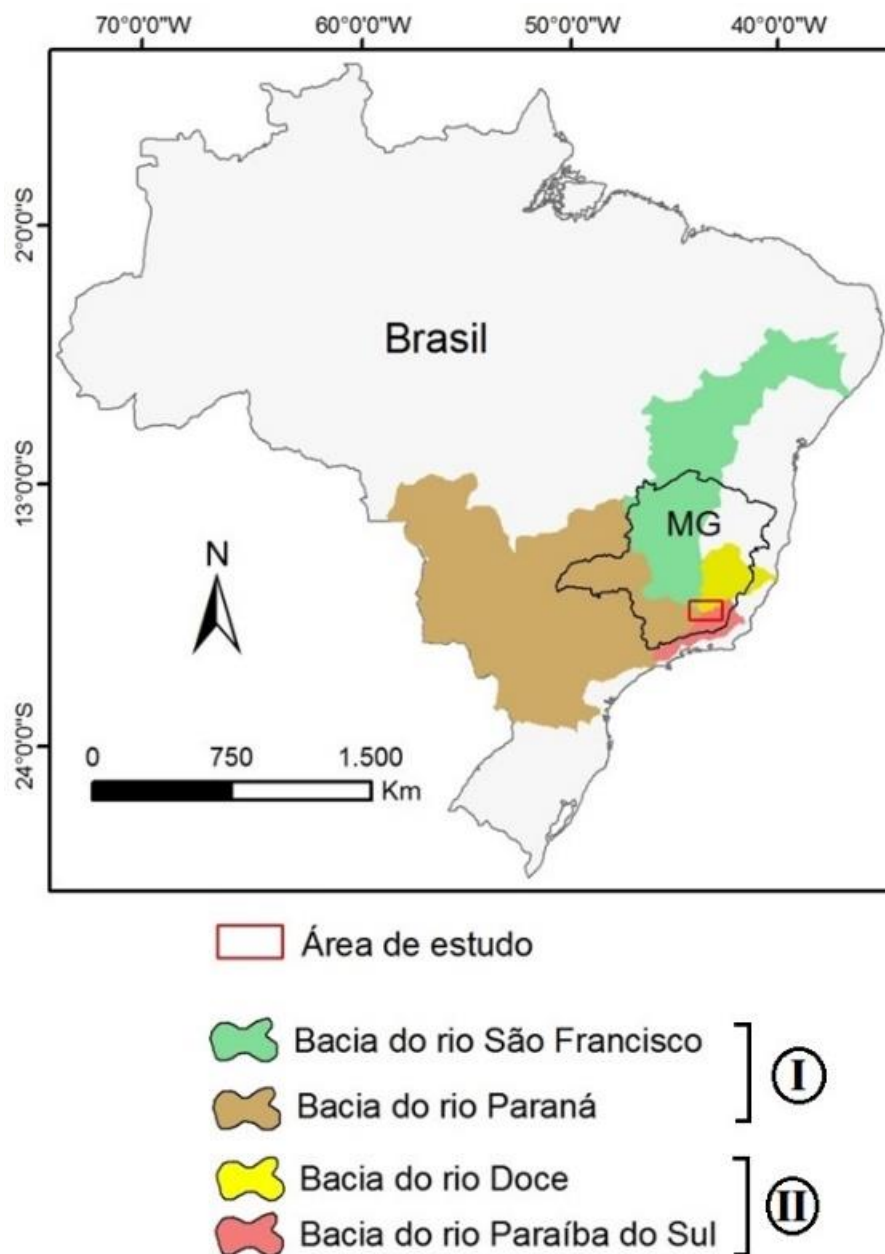 70°0'0"W 60°0'0"W 50°0'0"W 40°0'0"W
2°0'0"S
Brasil
13°0'0"S
MG
N
24°0'0"S
0 750 1.500
Km
Área de estudo
Bacia do rio São Francisco
I
Bacia do rio Paraná
Bacia do rio Doce
II
Bacia do rio Paraíba do Sul